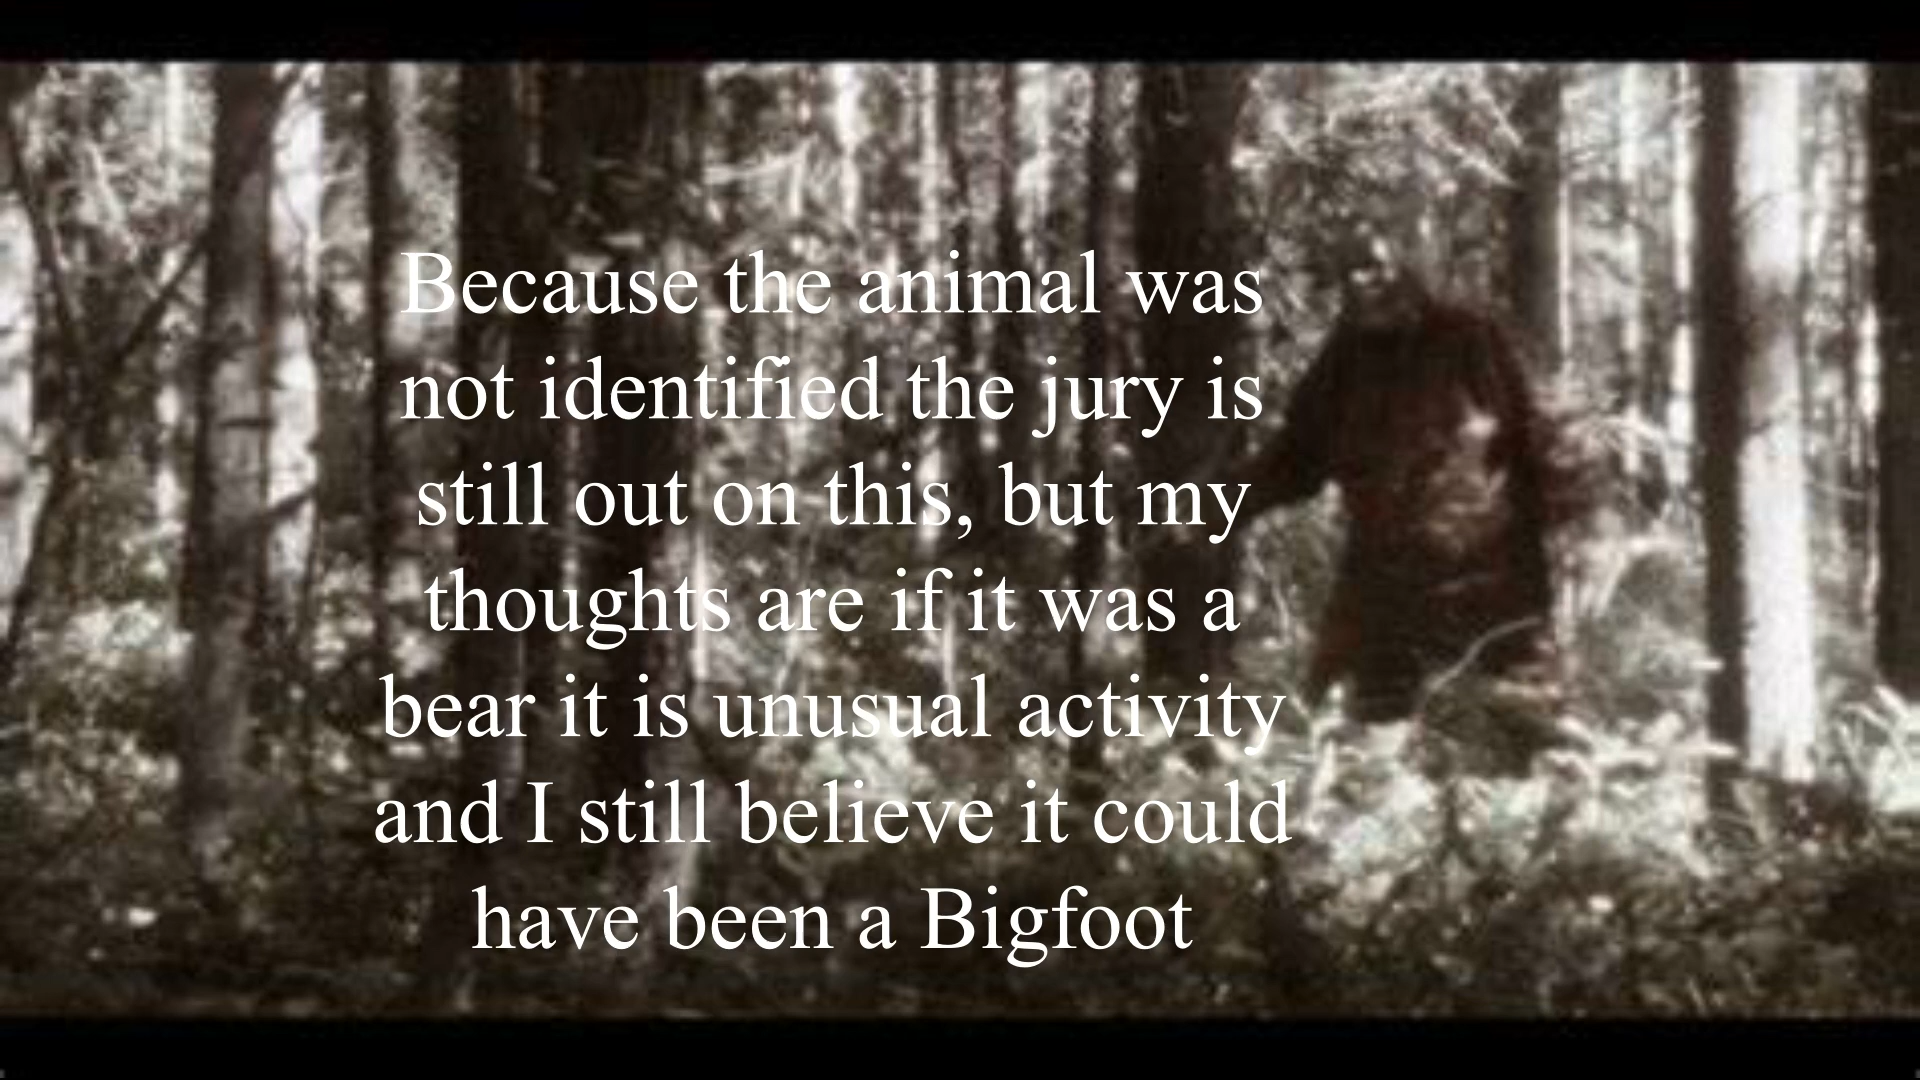 Because the animal was
not identified the jury is
still out on this, but my
thoughts are if it was a
bear it is unusual activity
and I still believe it could
have been a Bigfoot